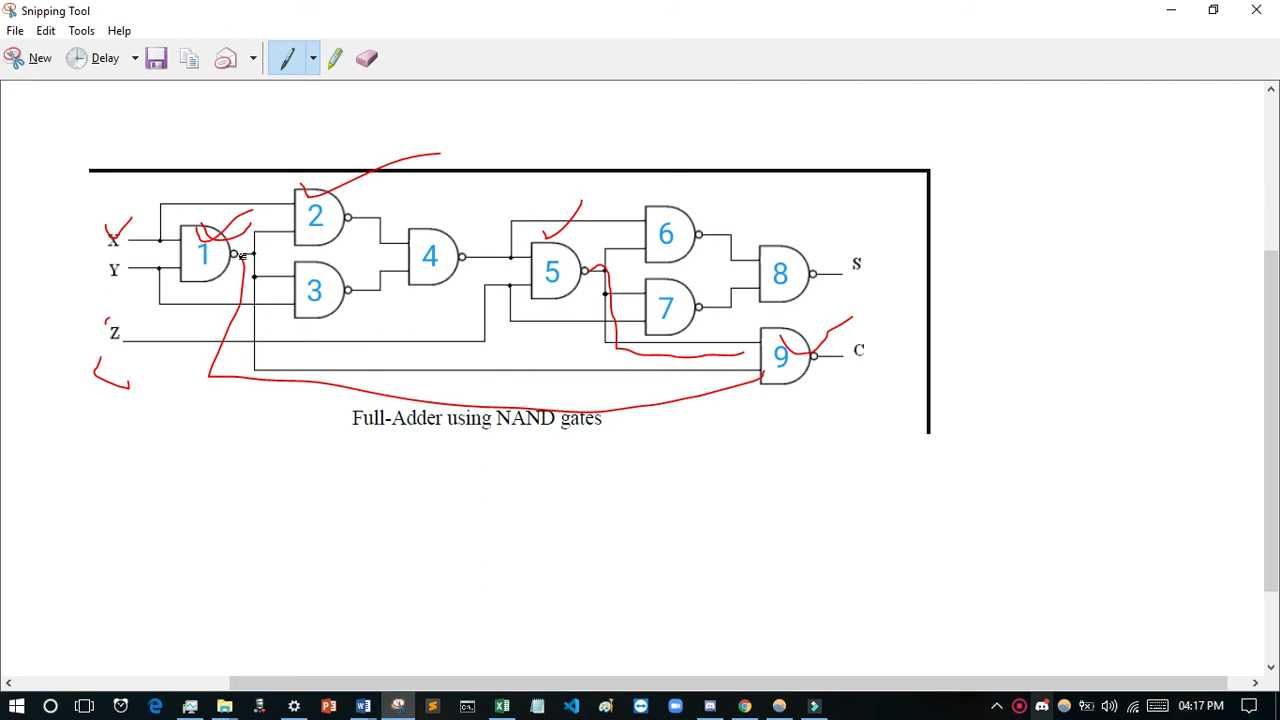 Snipping Tool
File Edit Tools Help
New Delay
X
Y
Z
1
2
3
4
5
6
7
8
9
S
C
Full-Adder using NAND gates
04:17 PM